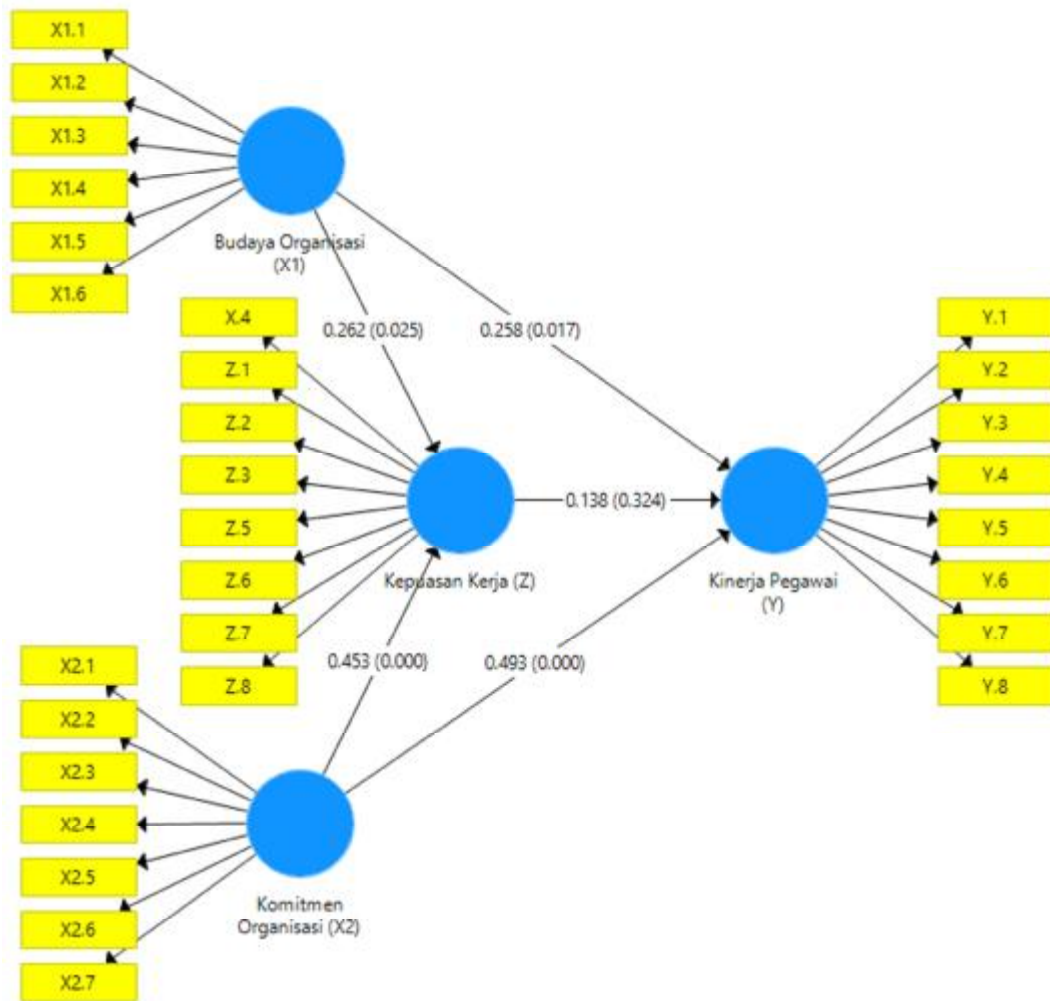 X1.1
X1.2
X1.3
X1.4
X1.5
X1.6
Budaya Organisasi
(X1)
0.262 (0.025)
0.258 (0.017)
X.4
Z.1
Z.2
Z.3
Z.5
Z.6
Z.7
Z.8
Kepuasan Kerja (Z)
0.138 (0.324)
Kinerja Pegawai
(Y)
Y.1
Y.2
Y.3
Y.4
Y.5
Y.6
Y.7
Y.8
0.453 (0.000)
0.493 (0.000)
X2.1
X2.2
X2.3
X2.4
X2.5
X2.6
X2.7
Komitmen
Organisasi (X2)